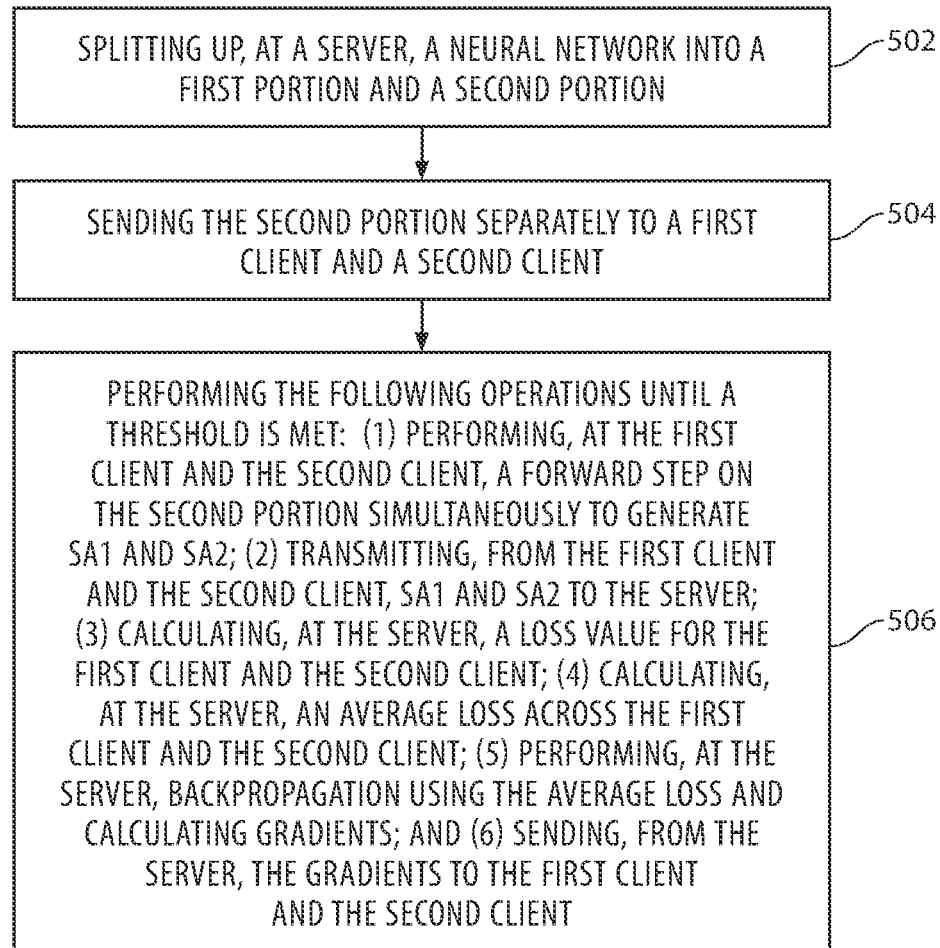 SPLITTING UP, AT A SERVER, A NEURAL NETWORK INTO A
FIRST PORTION AND A SECOND PORTION
502
SENDING THE SECOND PORTION SEPARATELY TO A FIRST
CLIENT AND A SECOND CLIENT
504
PERFORMING THE FOLLOWING OPERATIONS UNTIL A
THRESHOLD IS MET: (1) PERFORMING, AT THE FIRST
CLIENT AND THE SECOND CLIENT, A FORWARD STEP ON
THE SECOND PORTION SIMULTANEOUSLY TO GENERATE
SA1 AND SA2; (2) TRANSMITTING, FROM THE FIRST CLIENT
AND THE SECOND CLIENT, SA1 AND SA2 TO THE SERVER;
(3) CALCULATING, AT THE SERVER, A LOSS VALUE FOR THE
FIRST CLIENT AND THE SECOND CLIENT; (4) CALCULATING,
AT THE SERVER, AN AVERAGE LOSS ACROSS THE FIRST
CLIENT AND THE SECOND CLIENT; (5) PERFORMING, AT THE
SERVER, BACKPROPAGATION USING THE AVERAGE LOSS AND
CALCULATING GRADIENTS; AND (6) SENDING, FROM THE
SERVER, THE GRADIENTS TO THE FIRST CLIENT
AND THE SECOND CLIENT
506